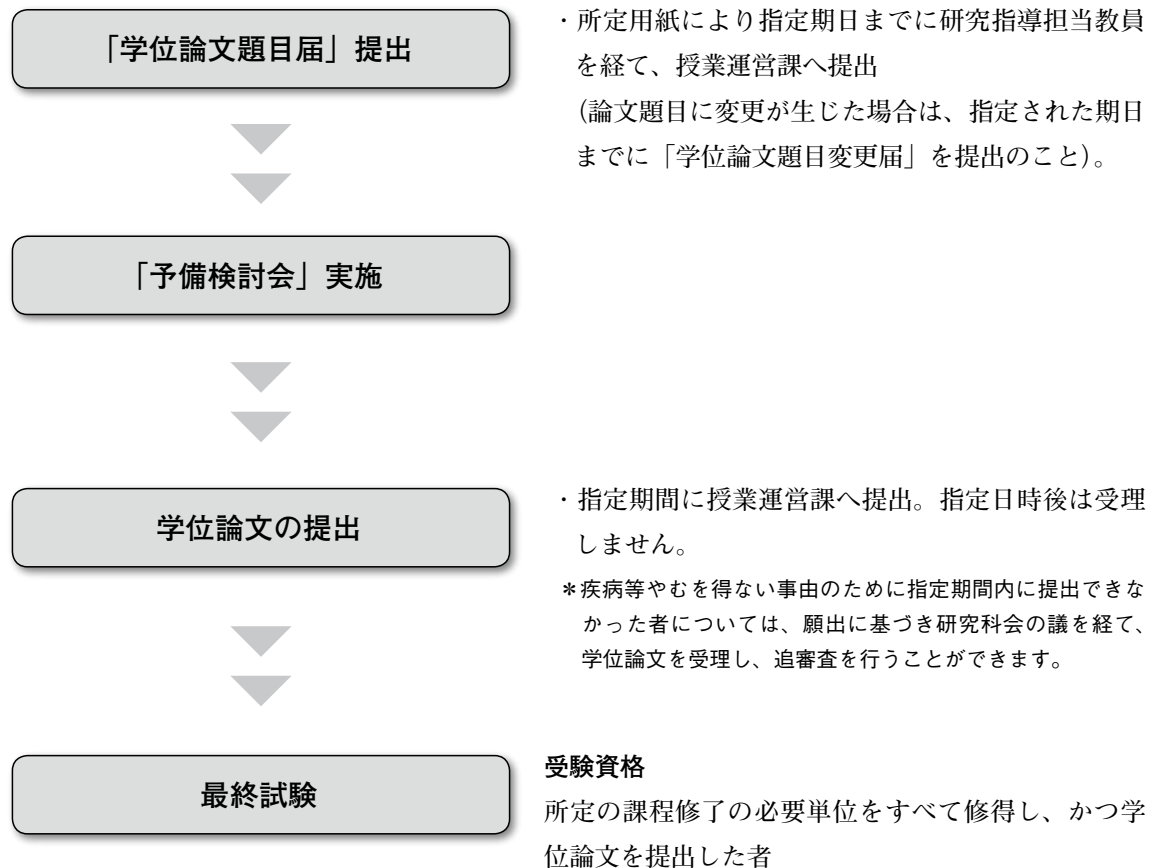 「学位論文題目届」提出
・所定用紙により指定期日までに研究指導担当教員
を経て、授業運営課へ提出
（論文題目に変更が生じた場合は、指定された期日
までに「学位論文題目変更届」を提出のこと）。
「予備検討会」実施
学位論文の提出
・指定期間に授業運営課へ提出。指定日時後は受理
しません。
＊疾病等やむを得ない事由のために指定期間内に提出できな
かった者については、願出に基づき研究科会の議を経て、
学位論文を受理し、追審査を行うことができます。
最終試験
受験資格
所定の課程修了の必要単位をすべて修得し、かつ学
位論文を提出した者